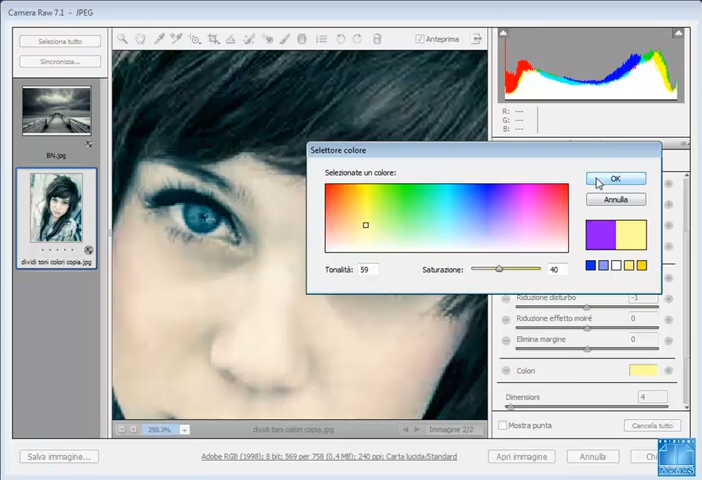 Camera Raw 7.1 - JPEG
Seleziona tutto
Sincronizza...
Anteprima
R: ---
G: ---
B: ---
BN.jpg
dividi toni colori copia.jpg
Selettore colore
Selezionate un colore:
OK
Annulla
Tonalità: 59
Saturazione: 40
Riduzione disturbo -1
Riduzione effetto moiré 0
Elimina margine 0
Colori
Dimensioni 4
Mostra punta
Cancella tutto
250.3%
dividi toni colori copia.jpg
Immagine 2/2
Salva immagine...
Adobe RGB (1998); 8 bit; 569 per 758 (0,4 MB); 240 ppi; Carta lucida/Standard
Apri immagine
Annulla
EDIZIONI